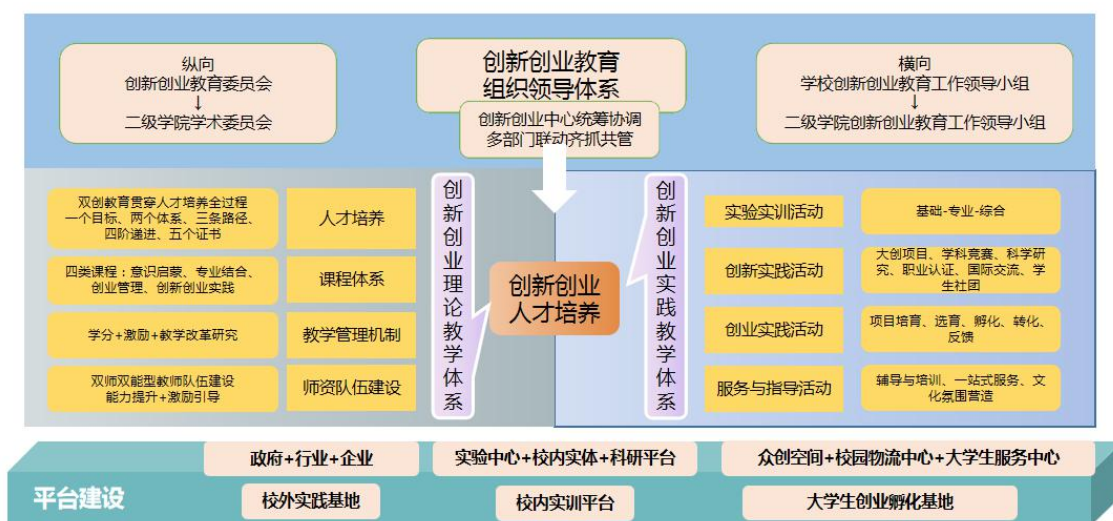 纵向
创新创业教育委员会
↓
二级学院学术委员会
创新创业教育
组织领导体系
创新创业中心统筹协调
多部门联动齐抓共管
横向
学校创新创业教育工作领导小组
↓
二级学院创新创业教育工作领导小组
双创教育贯穿人才培养全过程
一个目标、两个体系、三条路径、
四阶递进、五个证书
人才培养
四类课程：意识启蒙、专业结合、
创业管理、创新创业实践
课程体系
学分+激励+教学改革研究
教学管理机制
双师双能型教师队伍建设
能力提升+激励引导
师资队伍建设
创新创业理论教学体系
创新创业
人才培养
创新创业实践教学体系
实验实训活动
基础-专业-综合
创新实践活动
大创项目、学科竞赛、科学研
究、职业认证、国际交流、学
生社团
创业实践活动
项目培育、选育、孵化、转化、
反馈
服务与指导活动
辅导与培训、一站式服务、文
化氛围营造
政府+行业+企业
实验中心+校内实体+科研平台
众创空间+校园物流中心+大学生服务中心
平台建设
校外实践基地
校内实训平台
大学生创业孵化基地